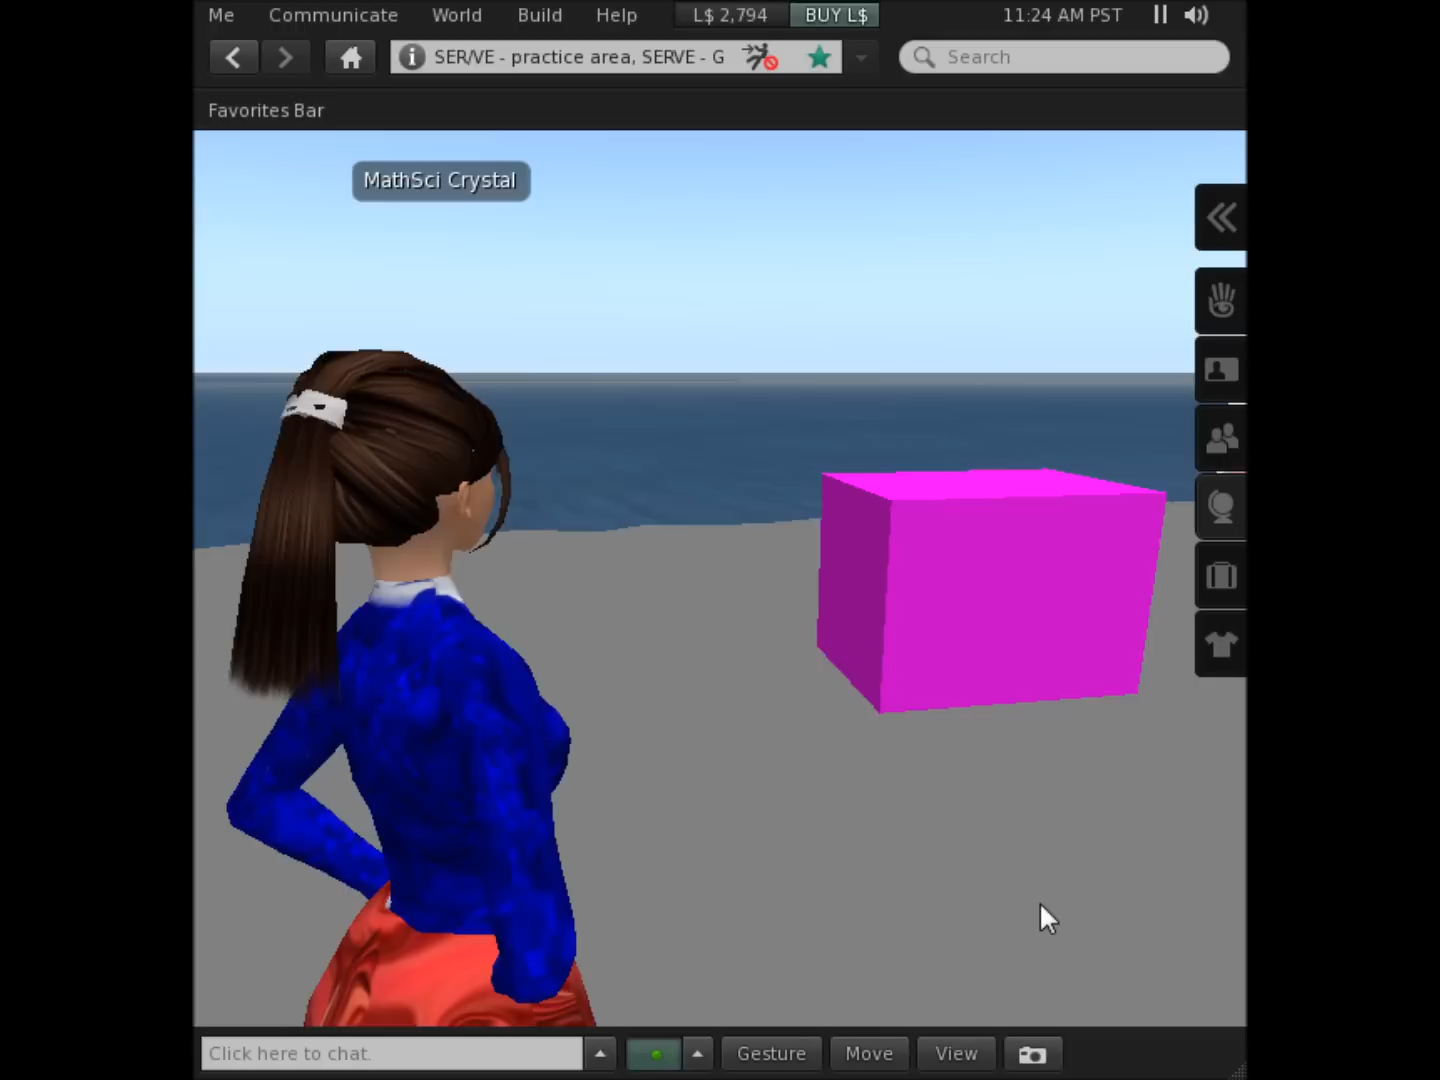 Me Communicate World Build Help L$ 2,794 BUY L$ 11:24 AM PST
SER/VE - practice area, SERVE - G Search
Favorites Bar
MathSci Crystal
Click here to chat. Gesture Move View